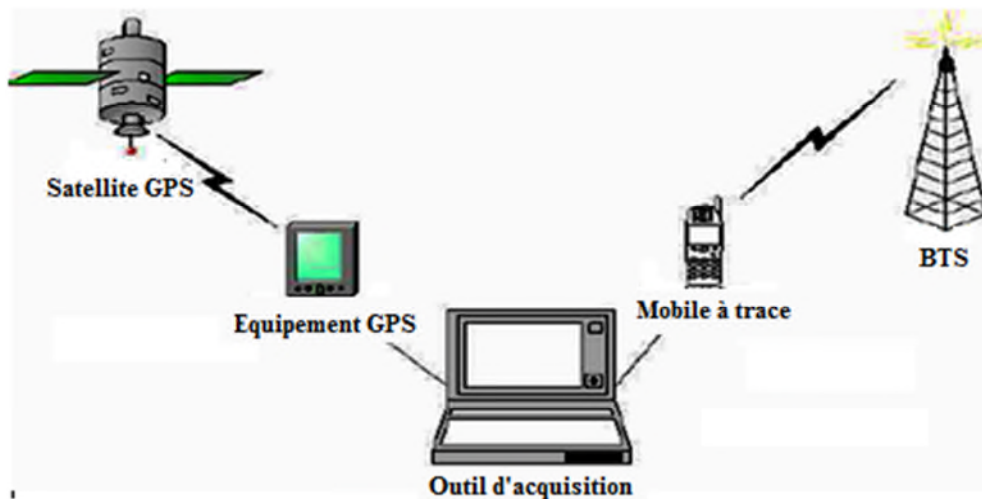 Satellite GPS
BTS
Equipement GPS
Mobile à trace
Outil d'acquisition